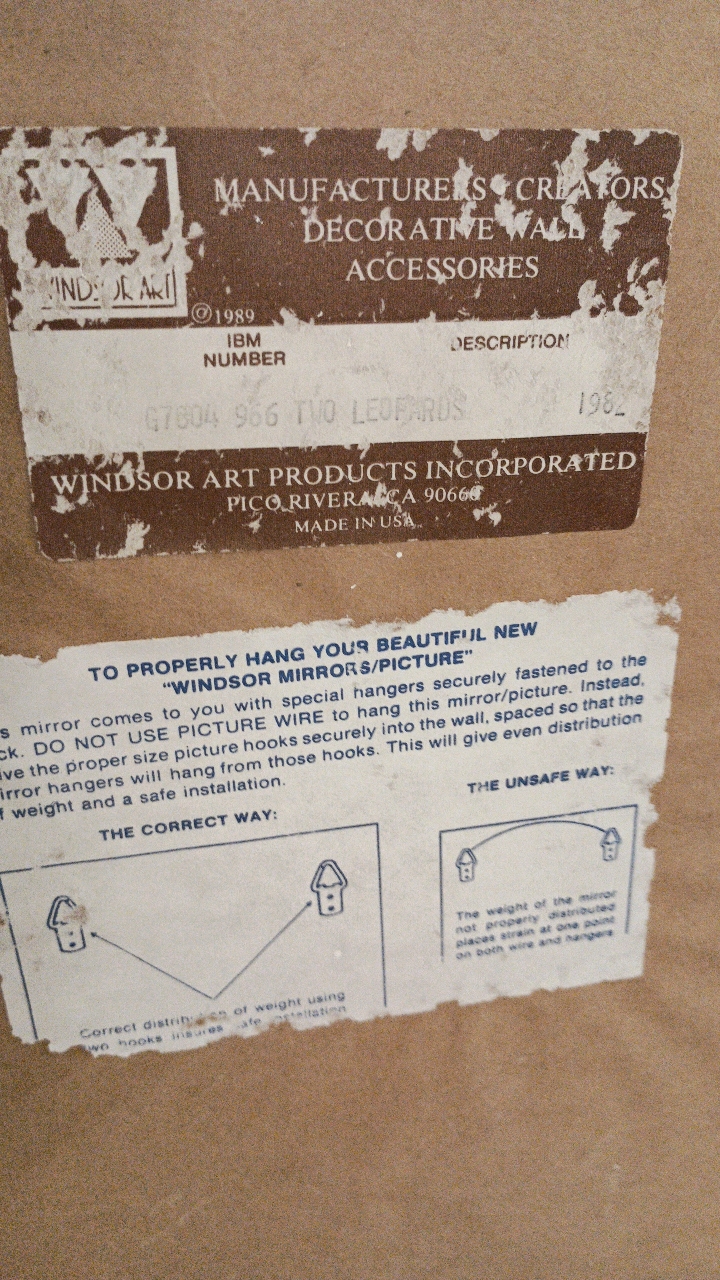 WINDSOR ART
MANUFACTURERS • CREATORS
DECORATIVE WALL
ACCESSORIES
©1989
IBM
NUMBER
DESCRIPTION
G7804 966 TWO LEOPARDS
WINDSOR ART PRODUCTS INCORPORATED
PICO RIVERA, CA 90660
MADE IN USA
TO PROPERLY HANG YOUR BEAUTIFUL NEW
"WINDSOR MIRRORS/PICTURE"
s mirror comes to you with special hangers securely fastened to the
ck. DO NOT USE PICTURE WIRE to hang this mirror/picture. Instead,
ive the proper size picture hooks securely into the wall, spaced so that the
irror hangers will hang from those hooks. This will give even distribution
f weight and a safe installation.
THE CORRECT WAY:
THE UNSAFE WAY:
Correct distribution of weight using
two hooks insures safe installation
The weight of the mirror
not properly distributed
places strain at one point
on both wire and hangers